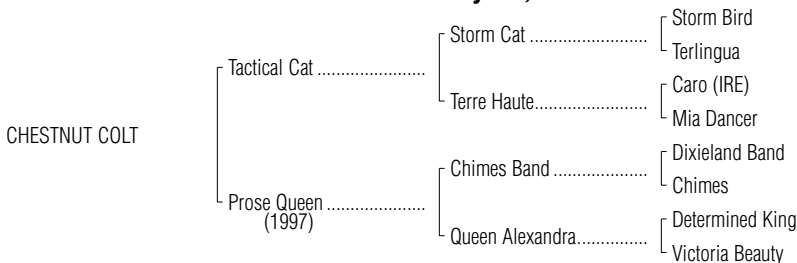 Storm Bird
Storm Cat ............................
Terlingua
Tactical Cat ..........................
Caro (IRE)
Terre Haute...........................
Mia Dancer
CHESTNUT COLT
Dixieland Band
Chimes Band ......................
Chimes
Prose Queen .......................
(1997)
Determined King
Queen Alexandra.................
Victoria Beauty